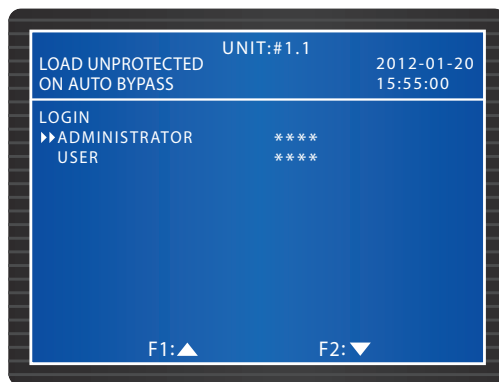 UNIT:#1.1
LOAD UNPROTECTED 2012-01-20
ON AUTO BYPASS 15:55:00
LOGIN
ADMINISTRATOR ****
USER ****
F1: F2: